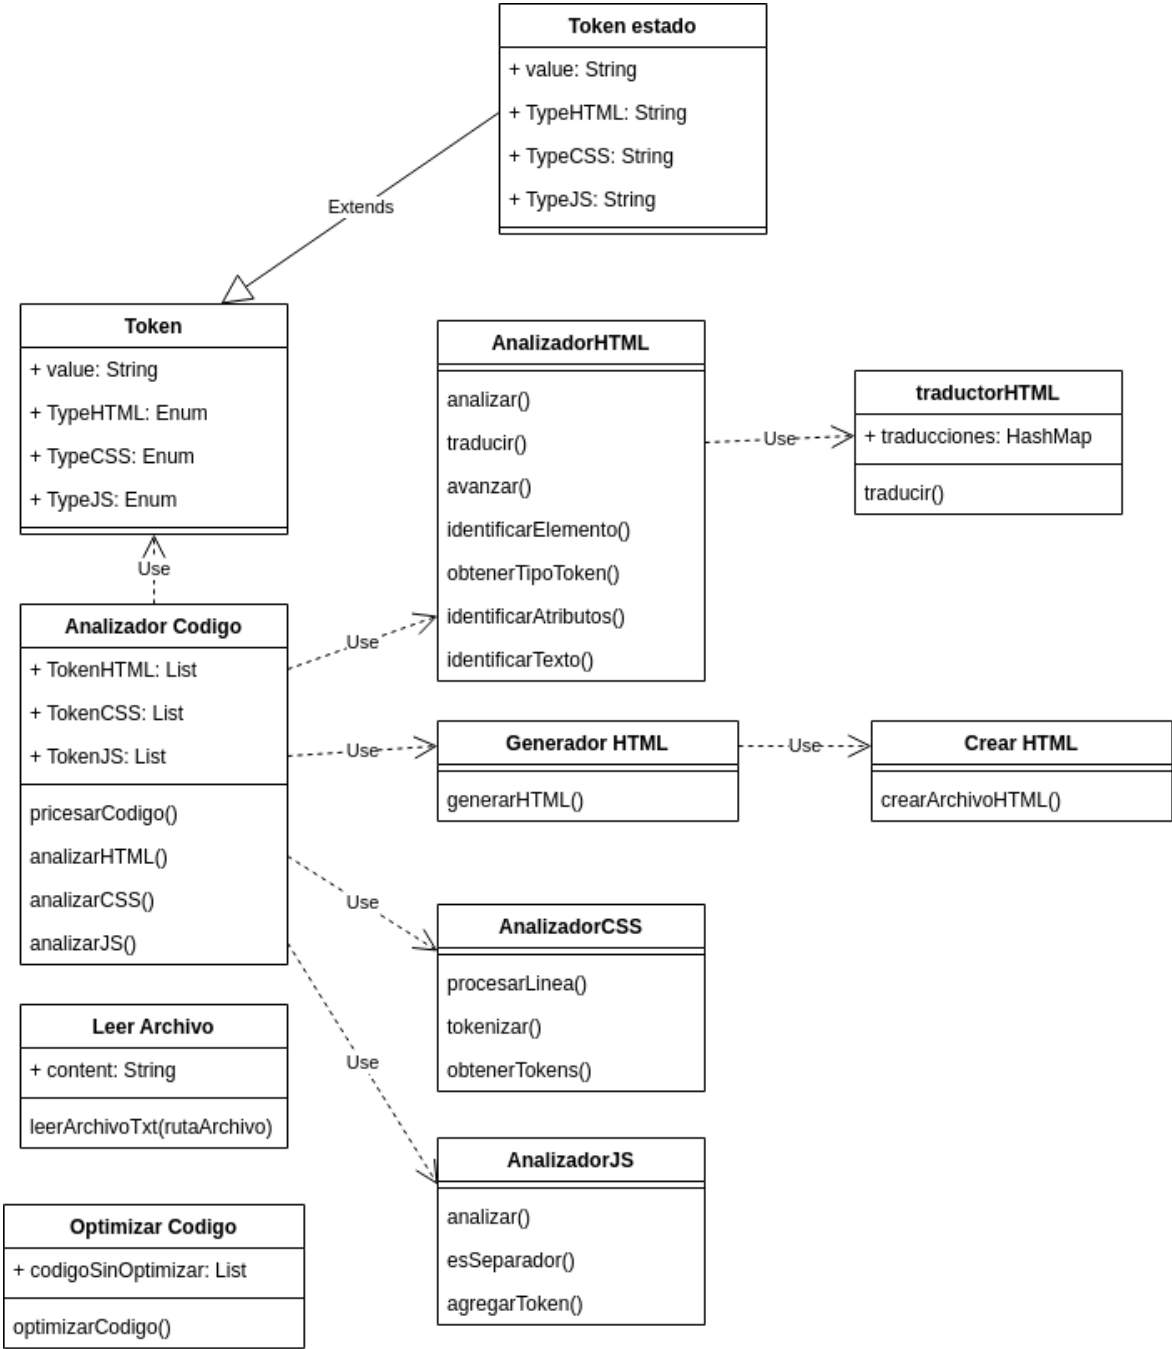 Token estado
+ value: String
+ TypeHTML: String
+ TypeCSS: String
+ TypeJS: String
Extends
Token
+ value: String
+ TypeHTML: Enum
+ TypeCSS: Enum
+ TypeJS: Enum
Use
Analizador Codigo
+ TokenHTML: List
+ TokenCSS: List
+ TokenJS: List
pricesarCodigo()
analizarHTML()
analizarCSS()
analizarJS()
Use
AnalizadorHTML
analizar()
traducir()
avanzar()
identificarElemento()
obtenerTipoToken()
identificarAtributos()
identificarTexto()
Use
traductorHTML
+ traducciones: HashMap
traducir()
Use
Generador HTML
generarHTML()
Use
Crear HTML
crearArchivoHTML()
Use
AnalizadorCSS
procesarLinea()
tokenizar()
obtenerTokens()
Use
AnalizadorJS
analizar()
esSeparador()
agregarToken()
Leer Archivo
+ content: String
leerArchivoTxt(rutaArchivo)
Optimizar Codigo
+ codigoSinOptimizar: List
optimizarCodigo()